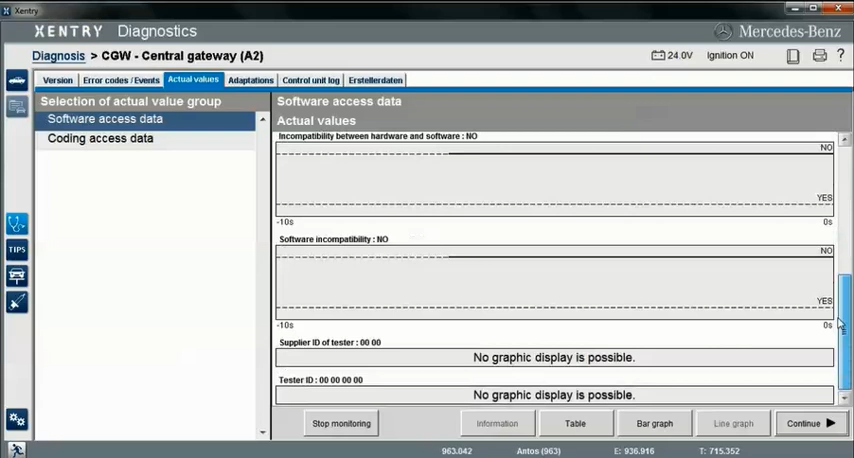 Xentry
XENTRY Diagnostics
Mercedes-Benz
Diagnosis > CGW - Central gateway (A2)
24.0V Ignition ON
?
Version Error codes / Events Actual values Adaptations Control unit log Erstellerdaten
Selection of actual value group
Software access data
Coding access data
TIPS
Software access data
Actual values
Incompatibility between hardware and software : NO
NO
YES
-10s 0s
Software incompatibility : NO
NO
YES
-10s 0s
Supplier ID of tester : 00 00
No graphic display is possible.
Tester ID : 00 00 00 00
No graphic display is possible.
Stop monitoring Information Table Bar graph Line graph Continue
963.042 Antos (963) E: 936.916 T: 715.352